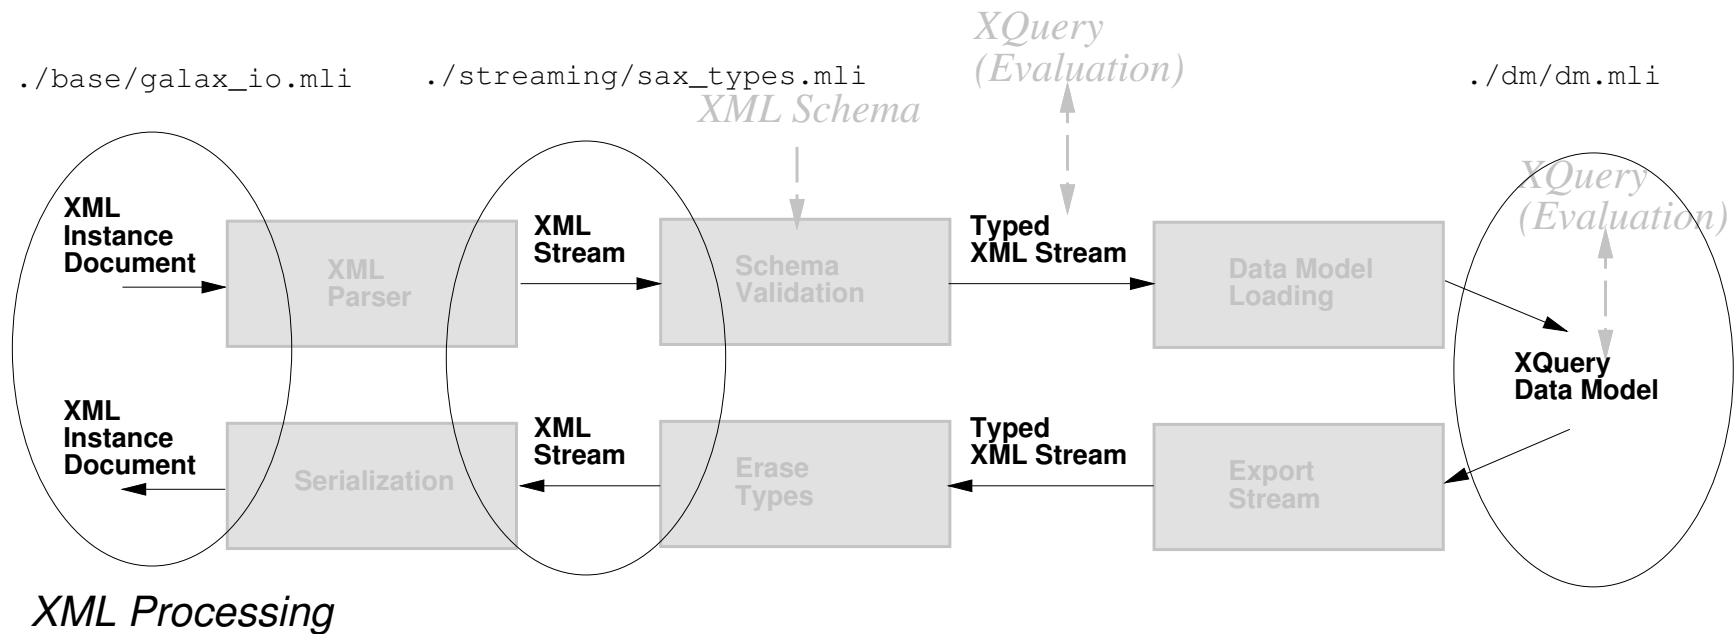 XQuery
(Evaluation)
./base/galax_io.mli
./streaming/sax_types.mli
./dm/dm.mli
XML Schema
XQuery
(Evaluation)
XML
Instance
Document
XML
Parser
XML
Stream
Schema
Validation
Typed
XML Stream
Data Model
Loading
XQuery
Data Model
XML
Instance
Document
Serialization
XML
Stream
Erase
Types
Typed
XML Stream
Export
Stream
XML Processing